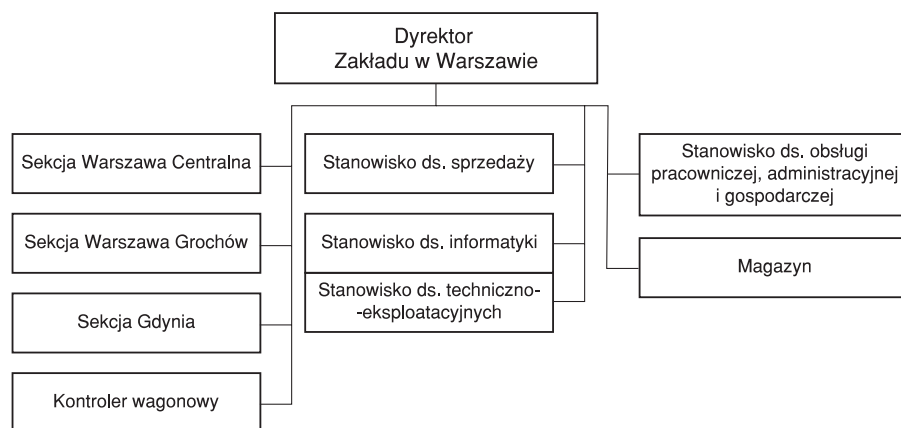 Dyrektor
Zakładu w Warszawie
Sekcja Warszawa Centralna
Sekcja Warszawa Grochów
Sekcja Gdynia
Kontroler wagonowy
Stanowisko ds. sprzedaży
Stanowisko ds. informatyki
Stanowisko ds. techniczno-
-eksploatacyjnych
Stanowisko ds. obsługi
pracowniczej, administracyjnej
i gospodarczej
Magazyn